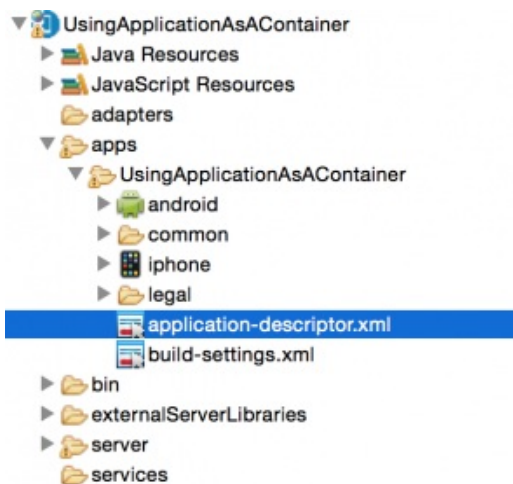 UsingApplicationAsAContainer
Java Resources
JavaScript Resources
adapters
apps
UsingApplicationAsAContainer
android
common
iphone
legal
application-descriptor.xml
build-settings.xml
bin
externalServerLibraries
server
services